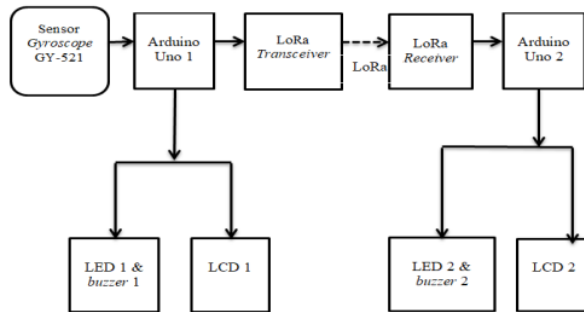 Sensor
Gyroscope
GY-521
Arduino
Uno 1
LoRa
Transceiver
LoRa
LoRa
Receiver
Arduino
Uno 2
LED 1 &
buzzer 1
LCD 1
LED 2 &
buzzer 2
LCD 2